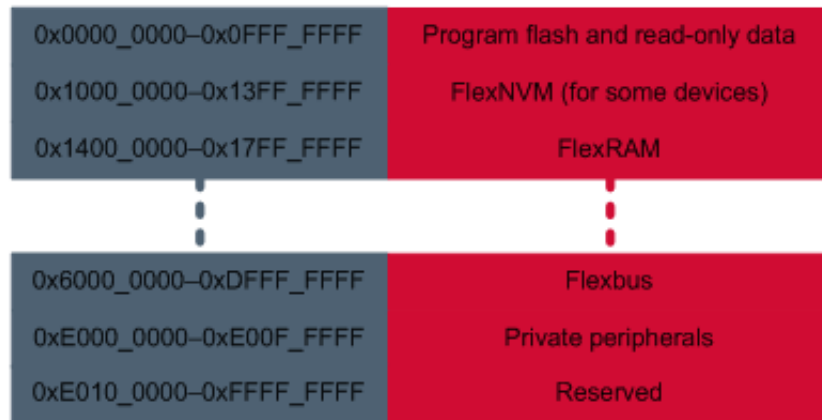 0x0000_0000–0x0FFF_FFFF Program flash and read-only data
0x1000_0000–0x13FF_FFFF FlexNVM (for some devices)
0x1400_0000–0x17FF_FFFF FlexRAM
0x6000_0000–0xDFFF_FFFF Flexbus
0xE000_0000–0xE00F_FFFF Private peripherals
0xE010_0000–0xFFFF_FFFF Reserved